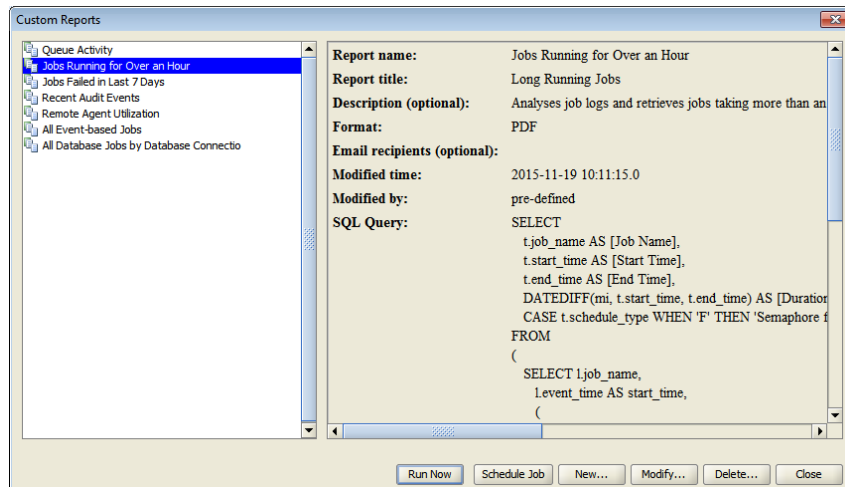 Custom Reports
Queue Activity
Jobs Running for Over an Hour
Jobs Failed in Last 7 Days
Recent Audit Events
Remote Agent Utilization
All Event-based Jobs
All Database Jobs by Database Connectio
Report name: Jobs Running for Over an Hour
Report title: Long Running Jobs
Description (optional): Analyses job logs and retrieves jobs taking more than an
Format: PDF
Email recipients (optional):
Modified time: 2015-11-19 10:11:15.0
Modified by: pre-defined
SQL Query: SELECT
t.job_name AS [Job Name],
t.start_time AS [Start Time],
t.end_time AS [End Time],
DATEDIFF(mi, t.start_time, t.end_time) AS [Duration
CASE t.schedule_type WHEN 'F' THEN 'Semaphore f
FROM
(
SELECT l.job_name,
l.event_time AS start_time,
(
Run Now Schedule Job New... Modify... Delete... Close